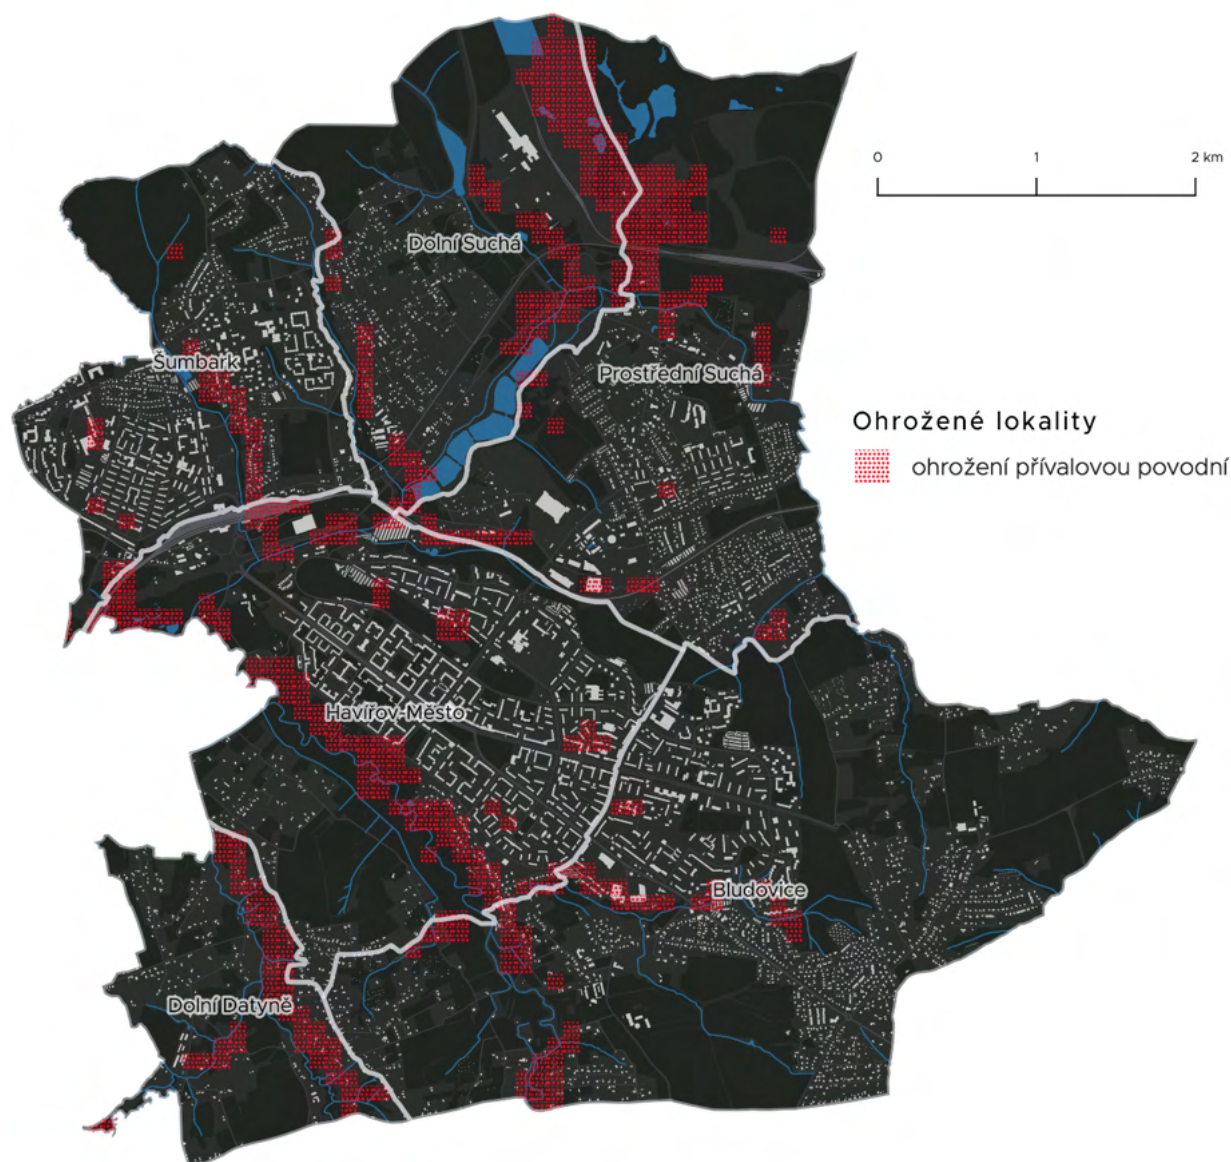 0 1 2 km
Dolní Suchá
Šumbark
Prostřední Suchá
Ohrožené lokality
ohrožení přívalovou povodní
Havířov-Město
Bludovice
Dolní Datyně